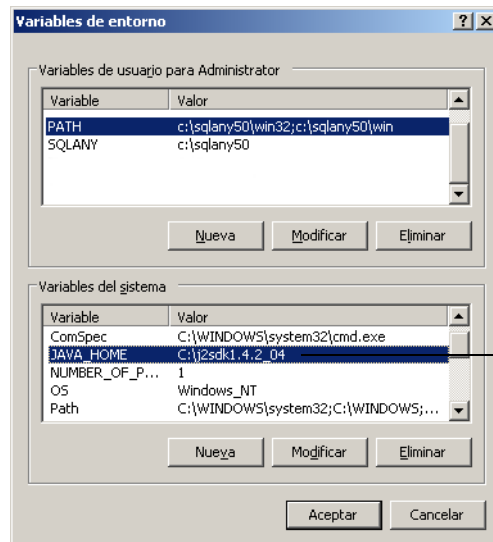 Variables de entorno
Variables de usuario para Administrator
Variable Valor
PATH c:\sqlany50\win32;c:\sqlany50\win
SQLANY c:\sqlany50
Nueva Modificar Eliminar
Variables del sistema
Variable Valor
ComSpec C:\WINDOWS\system32\cmd.exe
JAVA_HOME C:\j2sdk1.4.2_04
NUMBER_OF_P... 1
OS Windows_NT
Path C:\WINDOWS\system32;C:\WINDOWS;...
Nueva Modificar Eliminar
Aceptar Cancelar